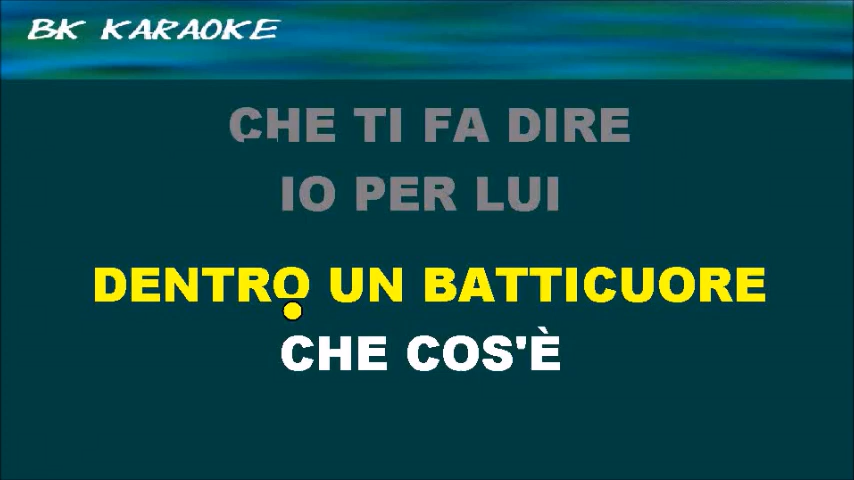 BK KARAOKE
CHE TI FA DIRE
IO PER LUI
DENTRO UN BATTICUORE
CHE COS'È